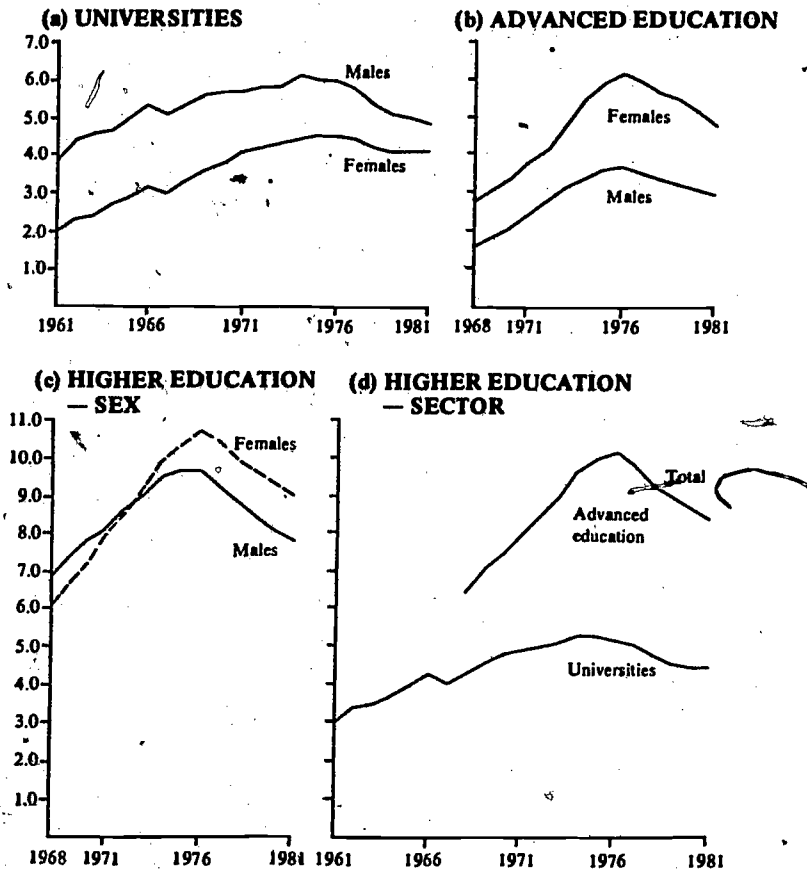 (a) UNIVERSITIES
7.0
6.0
5.0
4.0
3.0
2.0
1.0
Males
Females
1961 1966 1971 1976 1981
(b) ADVANCED EDUCATION
Females
Males
1968 1971 1976 1981
(c) HIGHER EDUCATION
— SEX
11.0
10.0
9.0
8.0
7.0
6.0
5.0
4.0
3.0
2.0
1.0
Females
Males
1968 1971 1976 1981
(d) HIGHER EDUCATION
— SECTOR
Total
Advanced
education
Universities
1961 1966 1971 1976 1981